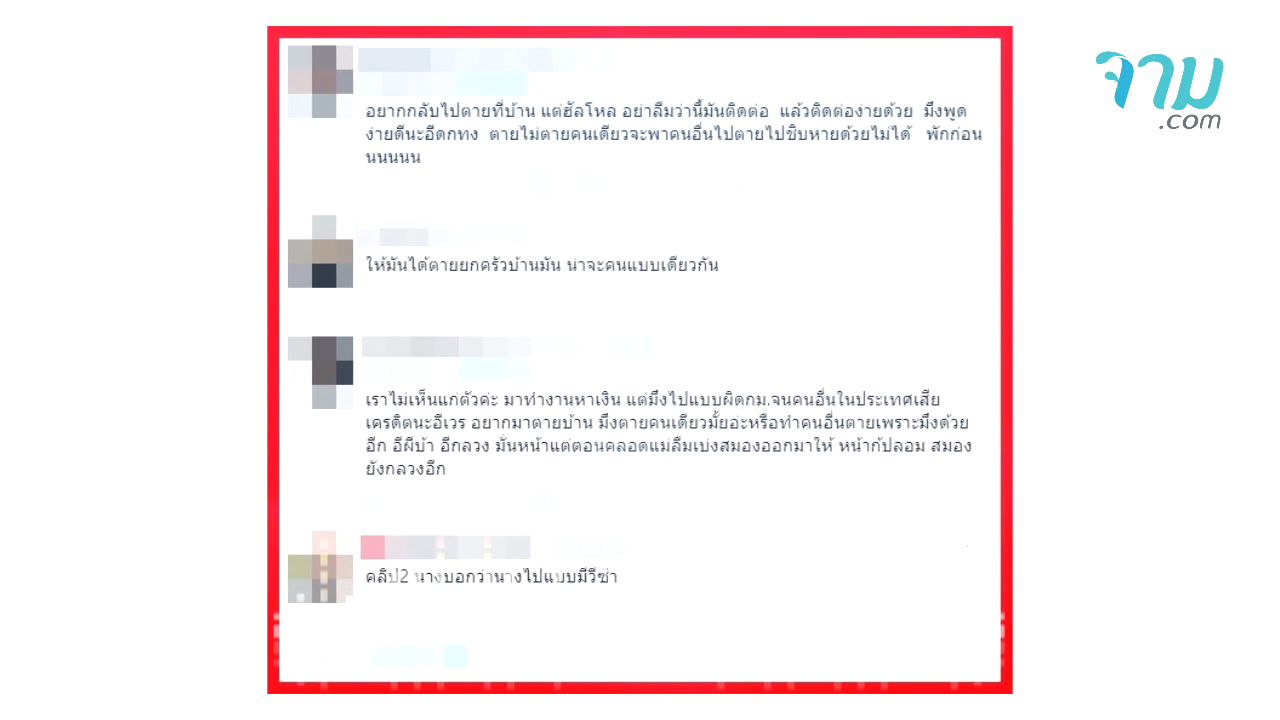 จาม
.com
อยากกลับไปตายที่บ้าน แต่ฮัลโหล อย่าลืมว่านี้มันติดต่อ แล้วติดต่อง่ายด้วย มึงพูด
ง่ายดีนะอีดกทง ตายไม่ตายคนเดียวจะพาคนอื่นไปตายไปชิบหายด้วยไม่ได้ พักก่อน
นนนนน
ให้มันได้ตายยกครัวบ้านมัน น่าจะคนแบบเดียวกัน
เราไม่เห็นแก่ตัวค่ะ มาทำงานหาเงิน แต่มึงไปแบบผิดกม.จนคนอื่นในประเทศเสีย
เครดิตนะอีเวร อยากมาตายบ้าน มึงตายคนเดียวมั้ยอ่ะหรือทำคนอื่นตายเพราะมึงด้วย
อีก อีผีบ้า อีกลวง มั่นหน้าแต่ตอนคลอดแม่ลืมเบ่งสมองออกมาให้ หน้าก้ปลอม สมอง
ยังกลวงอีก
คลิป2 นางบอกว่านางไปแบบมีวีซ่า